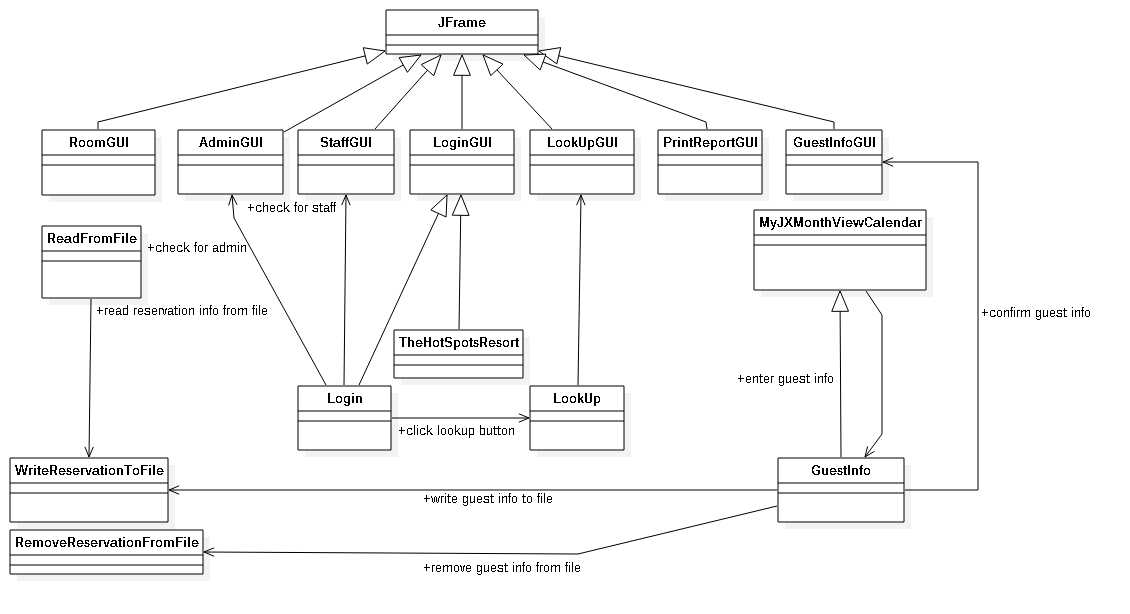 JFrame
RoomGUI
AdminGUI
StaffGUI
LoginGUI
LookUpGUI
PrintReportGUI
GuestInfoGUI
+check for staff
MyJXMonthViewCalendar
ReadFromFile
+check for admin
+read reservation info from file
+confirm guest info
TheHotSpotsResort
+enter guest info
Login
LookUp
+click lookup button
WriteReservationToFile
GuestInfo
+write guest info to file
RemoveReservationFromFile
+remove guest info from file